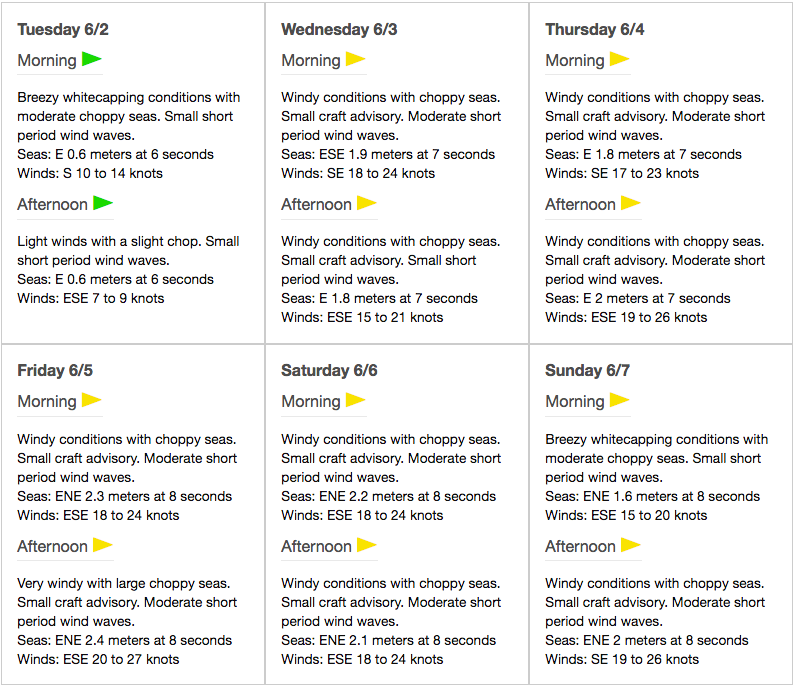 Tuesday 6/2
Morning
Breezy whitecapping conditions with
moderate choppy seas. Small short
period wind waves.
Seas: E 0.6 meters at 6 seconds
Winds: S 10 to 14 knots
Afternoon
Light winds with a slight chop. Small
short period wind waves.
Seas: E 0.6 meters at 6 seconds
Winds: ESE 7 to 9 knots
Wednesday 6/3
Morning
Windy conditions with choppy seas.
Small craft advisory. Moderate short
period wind waves.
Seas: ESE 1.9 meters at 7 seconds
Winds: SE 18 to 24 knots
Afternoon
Windy conditions with choppy seas.
Small craft advisory. Small short
period wind waves.
Seas: E 1.8 meters at 7 seconds
Winds: ESE 15 to 21 knots
Thursday 6/4
Morning
Windy conditions with choppy seas.
Small craft advisory. Moderate short
period wind waves.
Seas: E 1.8 meters at 7 seconds
Winds: SE 17 to 23 knots
Afternoon
Windy conditions with choppy seas.
Small craft advisory. Moderate short
period wind waves.
Seas: E 2 meters at 7 seconds
Winds: ESE 19 to 26 knots
Friday 6/5
Morning
Windy conditions with choppy seas.
Small craft advisory. Moderate short
period wind waves.
Seas: ENE 2.3 meters at 8 seconds
Winds: ESE 18 to 24 knots
Afternoon
Very windy with large choppy seas.
Small craft advisory. Moderate short
period wind waves.
Seas: ENE 2.4 meters at 8 seconds
Winds: ESE 20 to 27 knots
Saturday 6/6
Morning
Windy conditions with choppy seas.
Small craft advisory. Moderate short
period wind waves.
Seas: ENE 2.2 meters at 8 seconds
Winds: ESE 18 to 24 knots
Afternoon
Windy conditions with choppy seas.
Small craft advisory. Moderate short
period wind waves.
Seas: ENE 2.1 meters at 8 seconds
Winds: ESE 18 to 24 knots
Sunday 6/7
Morning
Breezy whitecapping conditions with
moderate choppy seas. Small short
period wind waves.
Seas: ENE 1.6 meters at 8 seconds
Winds: ESE 15 to 20 knots
Afternoon
Windy conditions with choppy seas.
Small craft advisory. Moderate short
period wind waves.
Seas: ENE 2 meters at 8 seconds
Winds: SE 19 to 26 knots